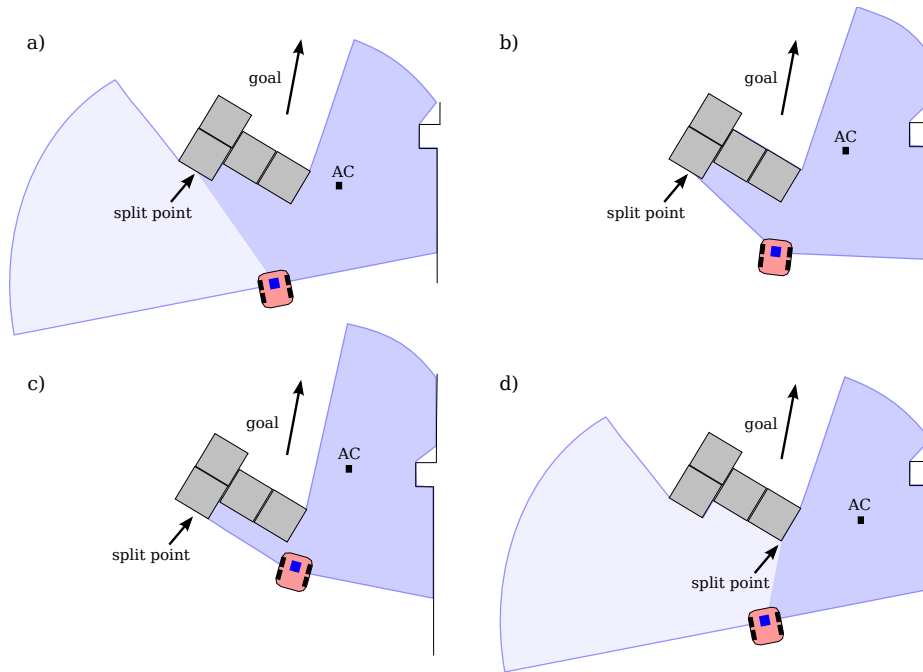 a)
goal
AC
split point
b)
goal
AC
split point
c)
goal
AC
split point
d)
goal
AC
split point